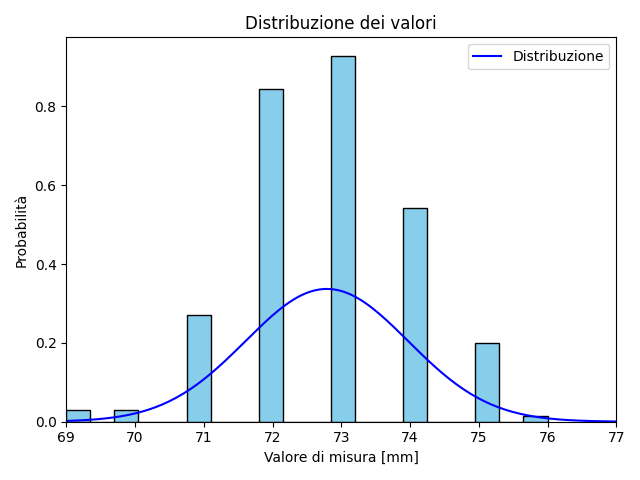 Distribuzione dei valori
Distribuzione
Probabilità
0.8
0.6
0.4
0.2
0.0
69 70 71 72 73 74 75 76 77
Valore di misura [mm]